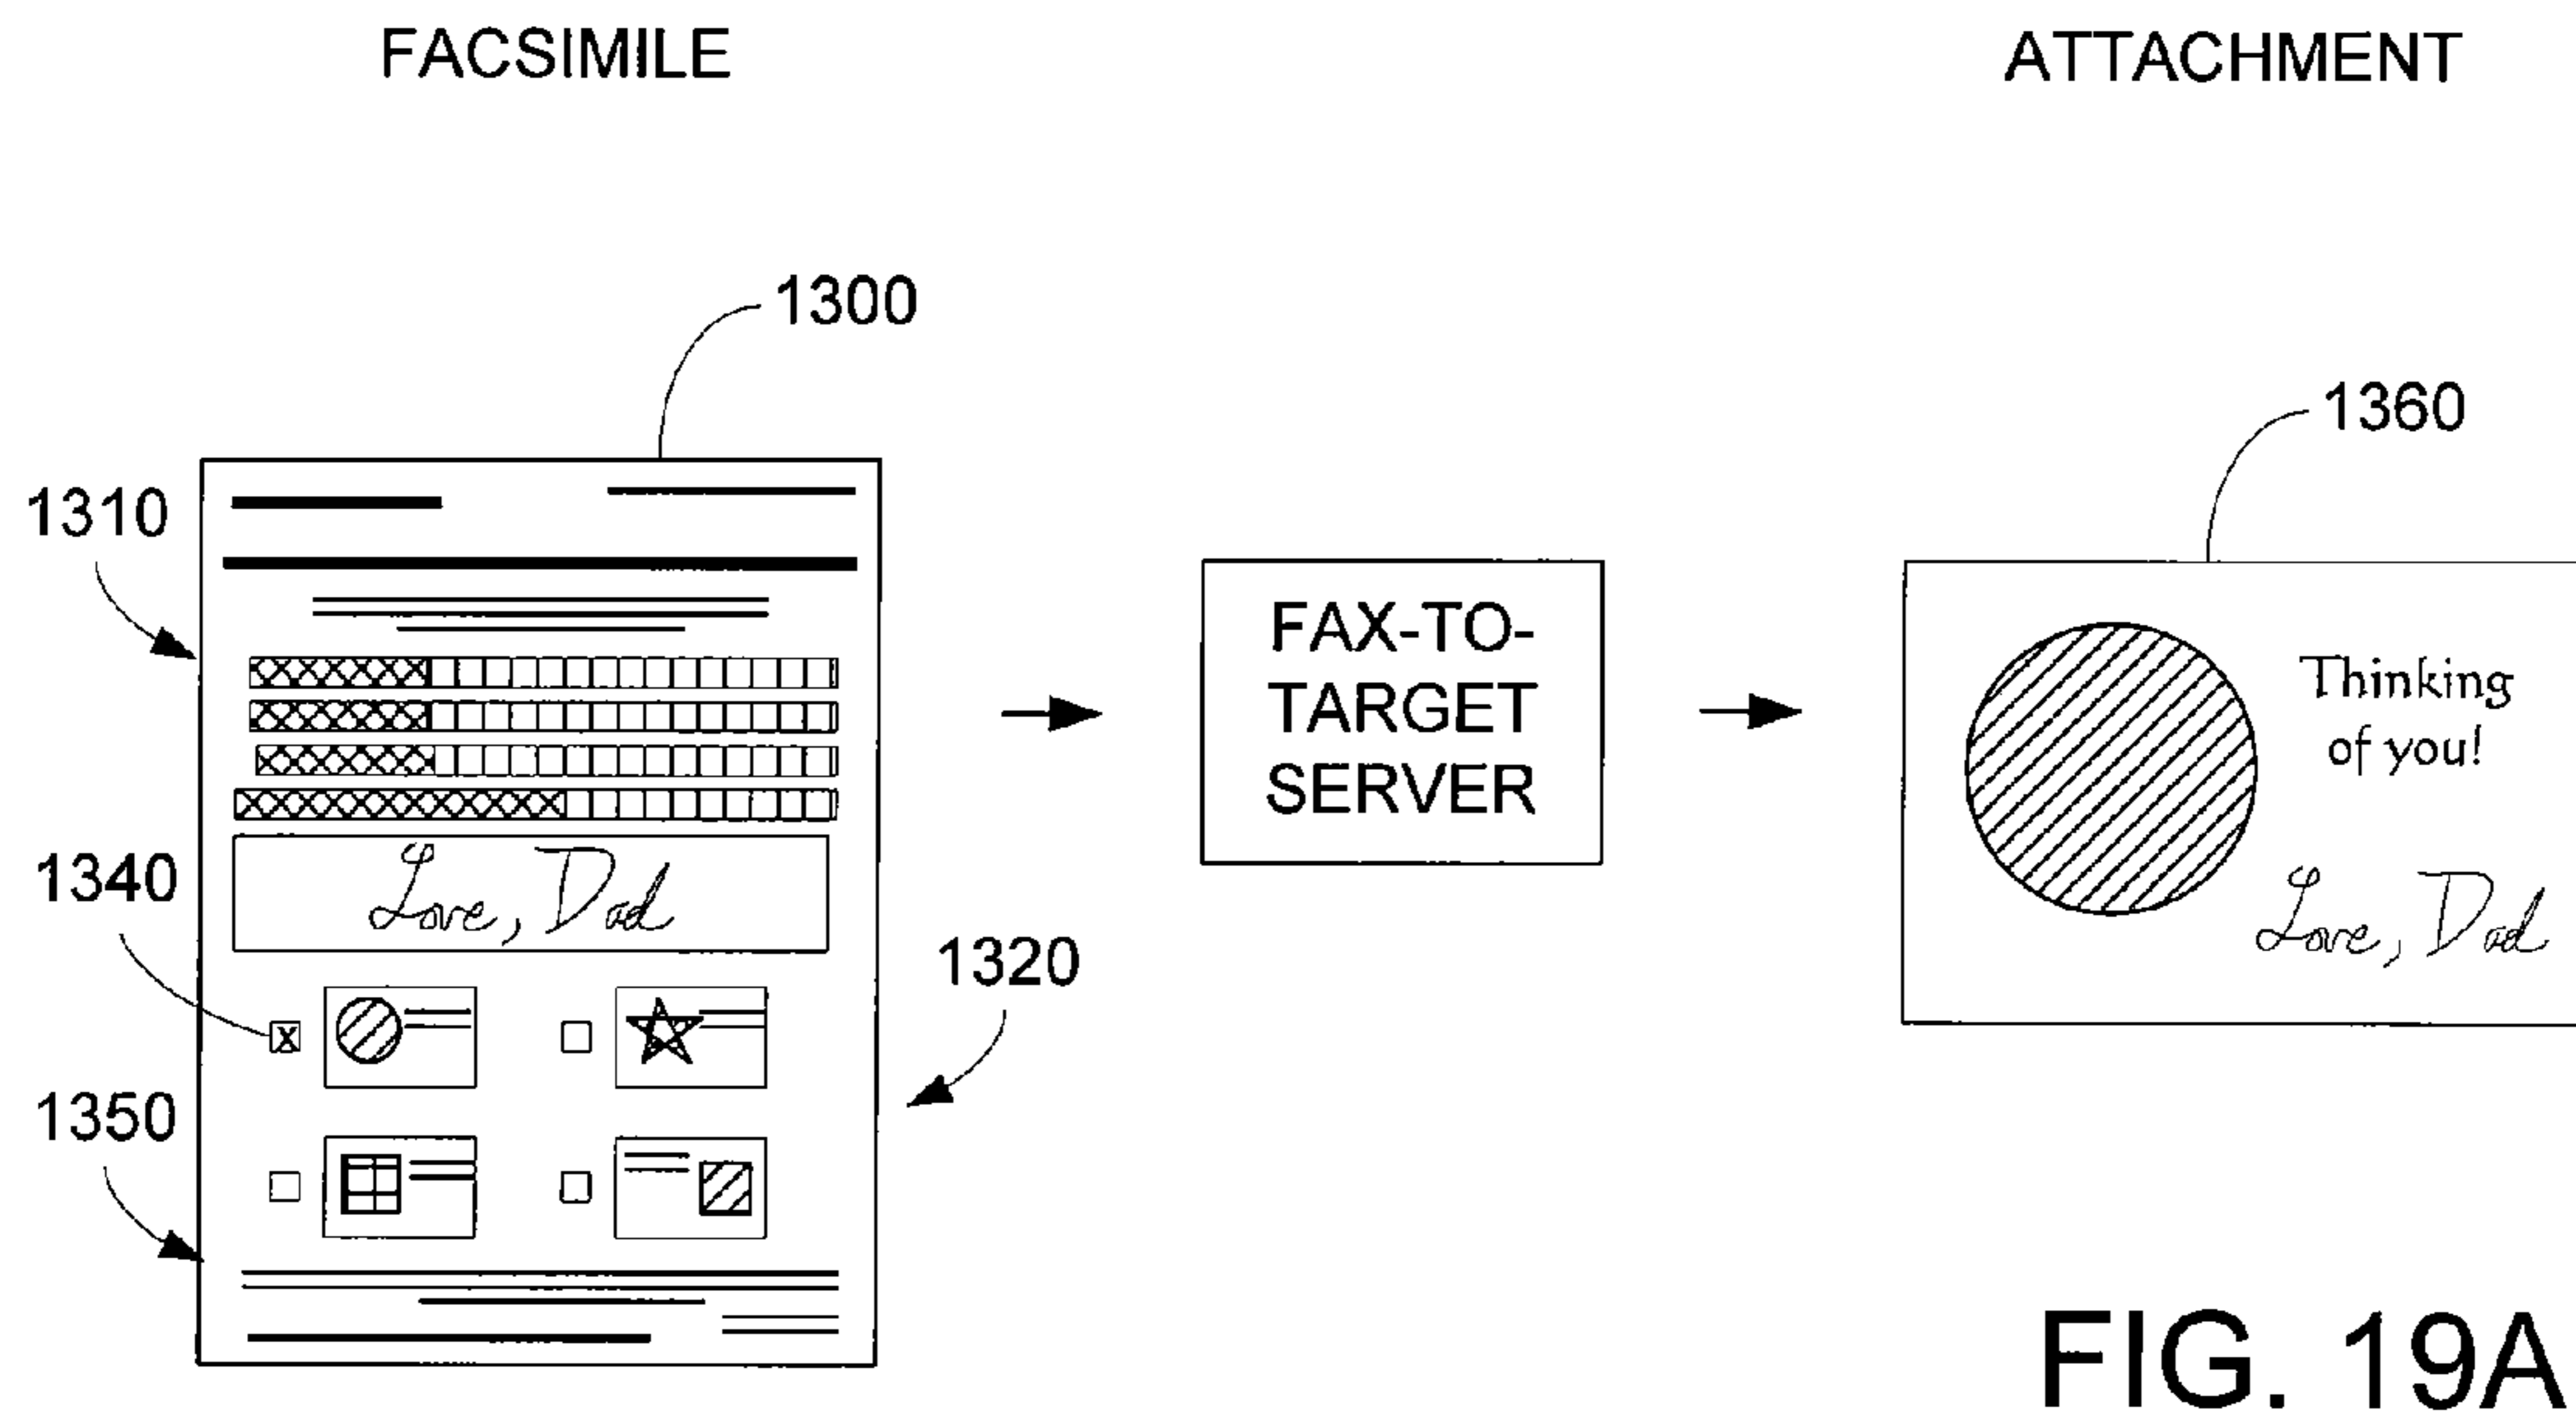 FACSIMILE
ATTACHMENT
1300
1360
1310
FAX-TO-
TARGET
SERVER
Thinking
of you!
Love, Dad
1340
Love, Dad
1320
X
1350
FIG. 19A